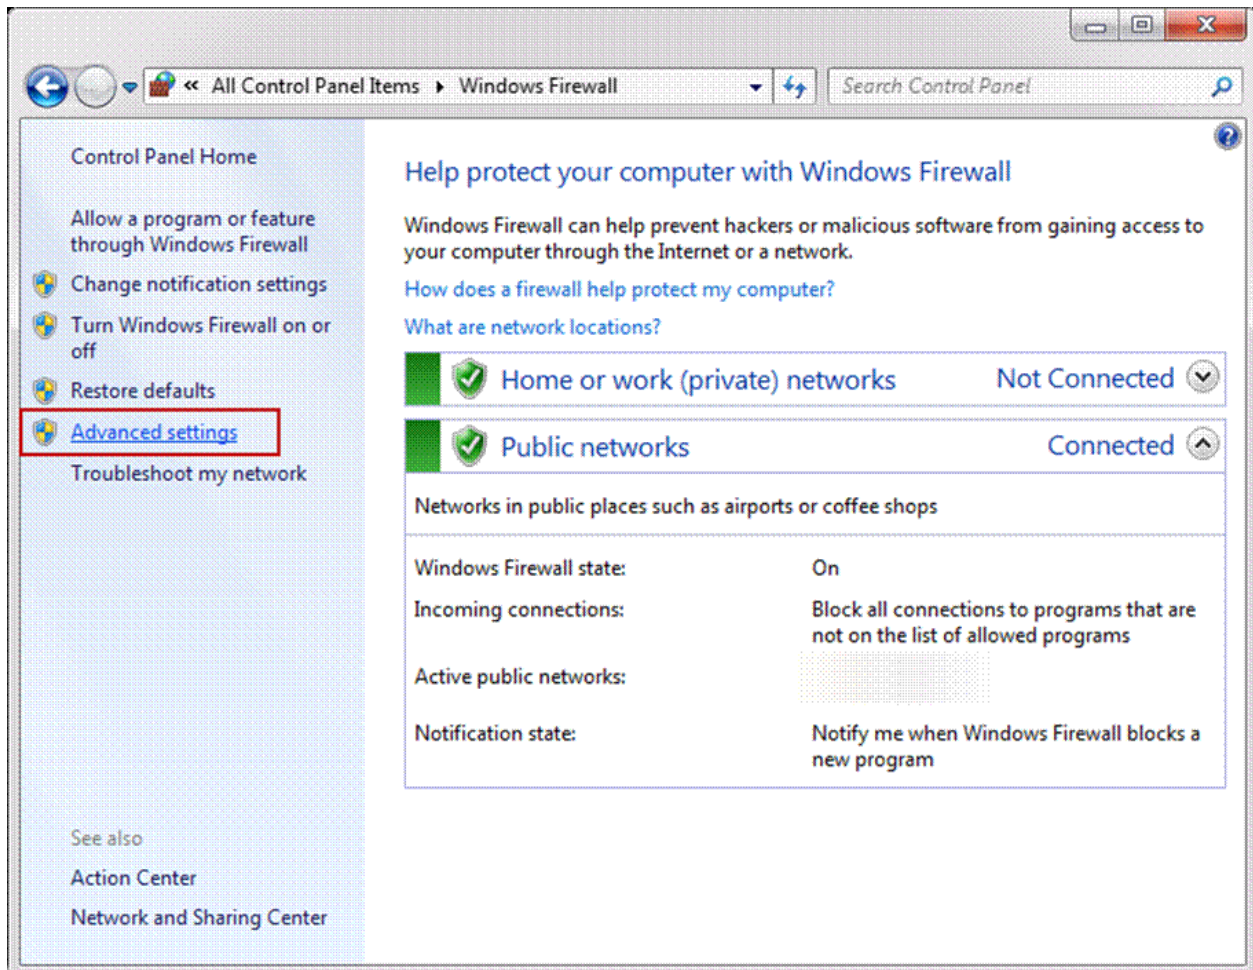 « All Control Panel Items ▸ Windows Firewall
Search Control Panel
Control Panel Home
Allow a program or feature
through Windows Firewall
Change notification settings
Turn Windows Firewall on or
off
Restore defaults
Advanced settings
Troubleshoot my network
See also
Action Center
Network and Sharing Center
Help protect your computer with Windows Firewall
Windows Firewall can help prevent hackers or malicious software from gaining access to
your computer through the Internet or a network.
How does a firewall help protect my computer?
What are network locations?
Home or work (private) networks Not Connected
Public networks Connected
Networks in public places such as airports or coffee shops
Windows Firewall state: On
Incoming connections: Block all connections to programs that are
not on the list of allowed programs
Active public networks:
Notification state: Notify me when Windows Firewall blocks a
new program